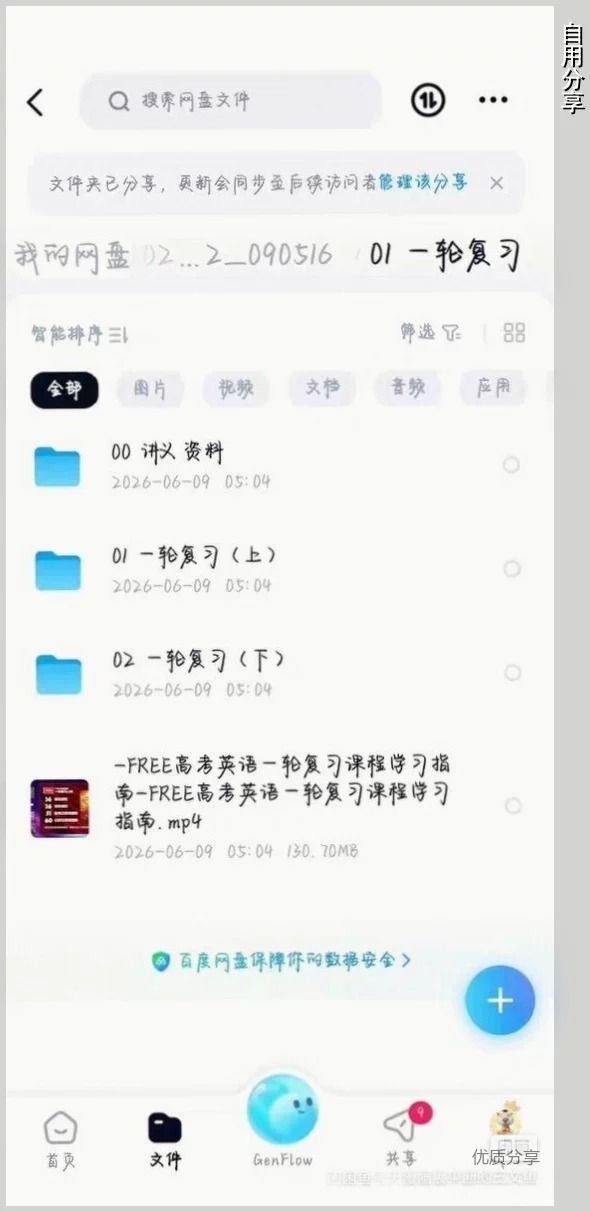 自用分享
搜索网盘文件
文件夹已分享，更新会同步至后续访问者管理该分享
我的网盘 02...2_090516 / 01 一轮复习
智能排序
筛选
全部 图片 视频 文档 音频 应用
00 讲义资料
2026-06-09 05:04
01 一轮复习（上）
2026-06-09 05:04
02 一轮复习（下）
2026-06-09 05:04
-FREE高考英语一轮复习课程学习指
南-FREE高考英语一轮复习课程学习
指南.mp4
2026-06-09 05:04 130.70MB
百度网盘保障你的数据安全
9
首页 文件 GenFlow 共享
优质分享